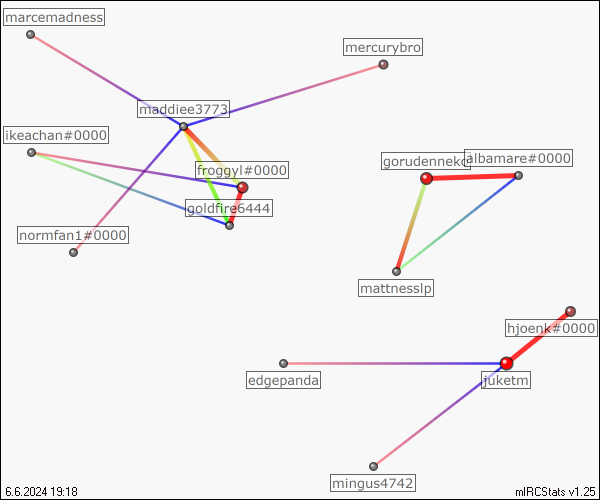 marcemadness
mercurybro
maddiee3773
ikeachan#0000
froggyl#0000
gorudenneko
albamare#0000
goldfire6444
normfan1#0000
mattnesslp
hjoenk#0000
edgepanda
juketm
mingus4742
6.6.2024 19:18
mIRCStats v1.25